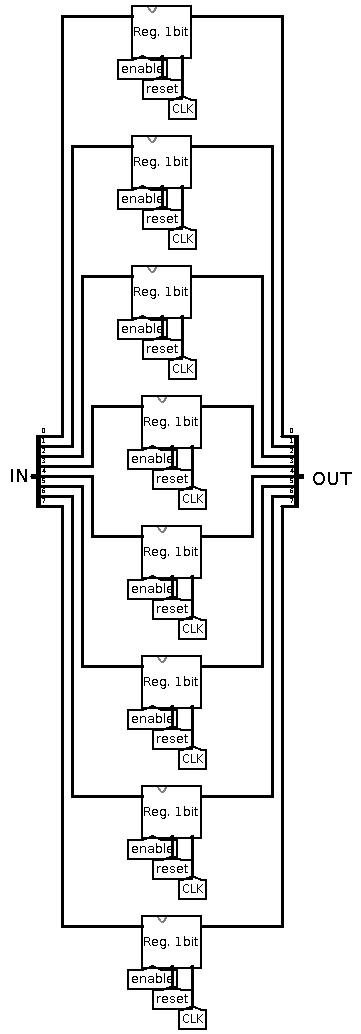 Reg. 1bit
enable
reset
CLK
Reg. 1bit
enable
reset
CLK
Reg. 1bit
enable
reset
CLK
Reg. 1bit
enable
reset
CLK
IN
0
1
2
3
4
5
6
7
0
1
2
3
4
5
6
7
OUT
Reg. 1bit
enable
reset
CLK
Reg. 1bit
enable
reset
CLK
Reg. 1bit
enable
reset
CLK
Reg. 1bit
enable
reset
CLK